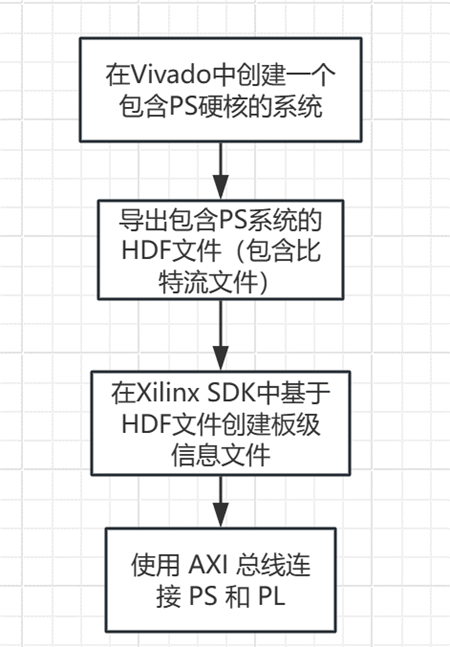 在Vivado中创建一个
包含PS硬核的系统
导出包含PS系统的
HDF文件（包含比
特流文件）
在Xilinx SDK中基于
HDF文件创建板级
信息文件
使用 AXI 总线连
接 PS 和 PL